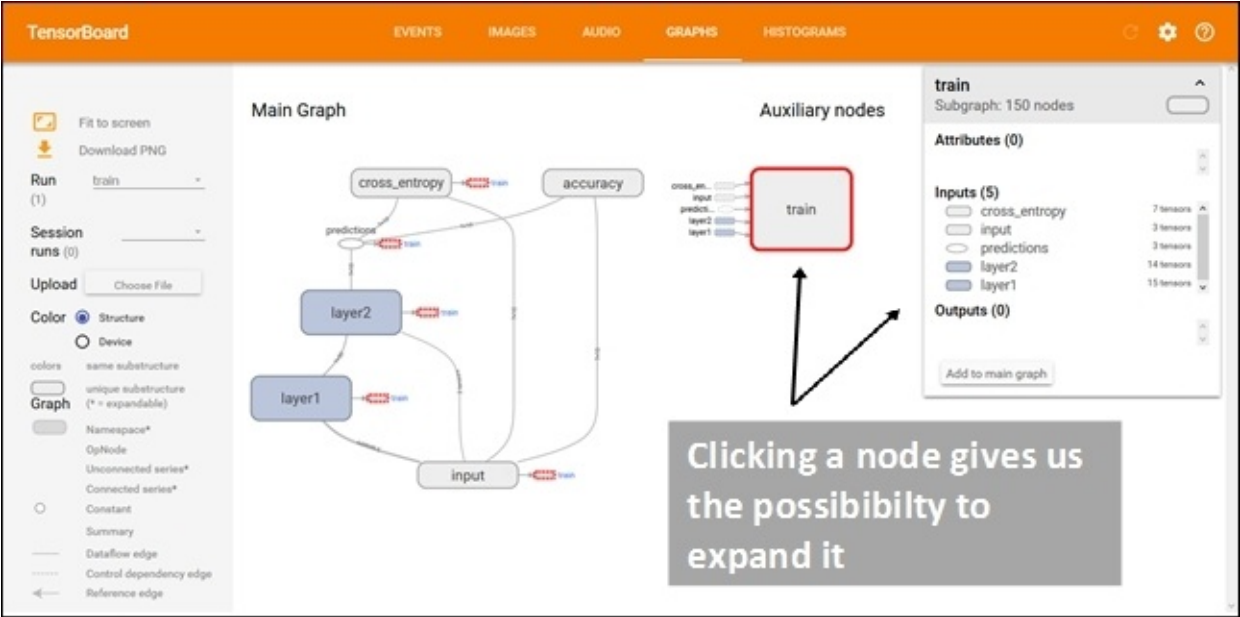 TensorBoard
EVENTS
IMAGES
AUDIO
GRAPHS
HISTOGRAMS
Fit to screen
Download PNG
Run
train
(1)
Session
runs (0)
Upload
Choose File
Color
Structure
Device
colors
same substructure
unique substructure
Graph
(* = expandable)
Namespace*
OpNode
Unconnected series*
Connected series*
Constant
Summary
Dataflow edge
Control dependency edge
Reference edge
Main Graph
cross_entropy
train
accuracy
predictions
train
layer2
train
layer1
train
input
train
Auxiliary nodes
cross_en...
input
predicti...
layer2
layer1
train
train
Subgraph: 150 nodes
Attributes (0)
Inputs (5)
cross_entropy 7 tensors
input 3 tensors
predictions 3 tensors
layer2 14 tensors
layer1 15 tensors
Outputs (0)
Add to main graph
Clicking a node gives us
the possibibilty to
expand it